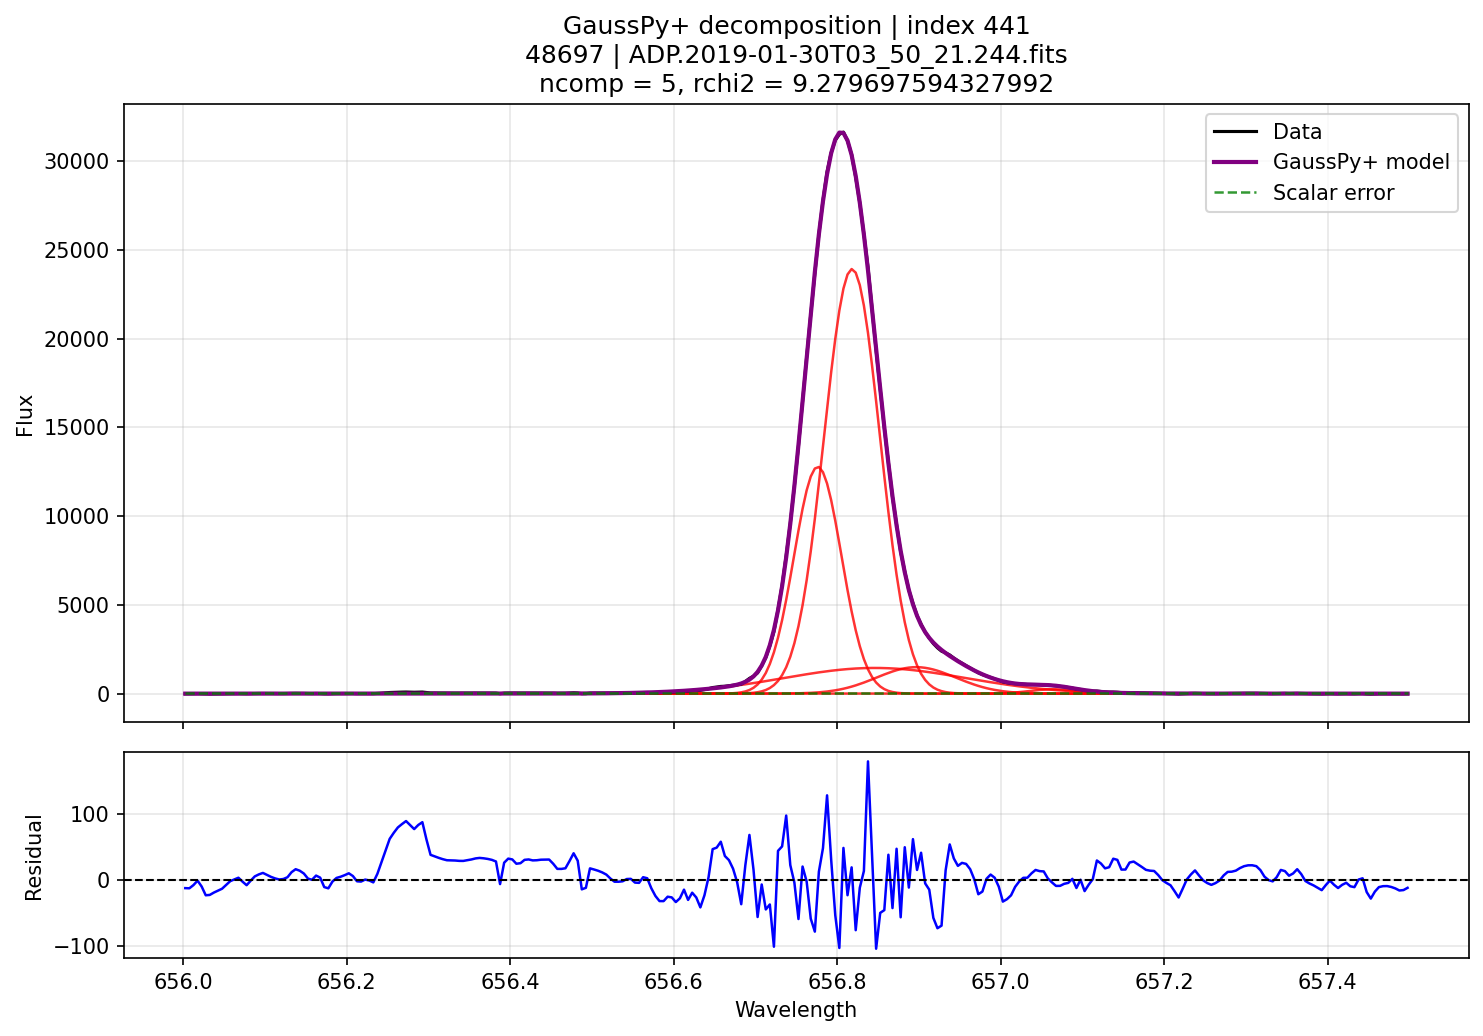 GaussPy+ decomposition | index 441
48697 | ADP.2019-01-30T03_50_21.244.fits
ncomp = 5, rchi2 = 9.279697594327992
Data
GaussPy+ model
Scalar error
Flux
30000
25000
20000
15000
10000
5000
0
Residual
100
0
−100
656.0
656.2
656.4
656.6
656.8
657.0
657.2
657.4
Wavelength